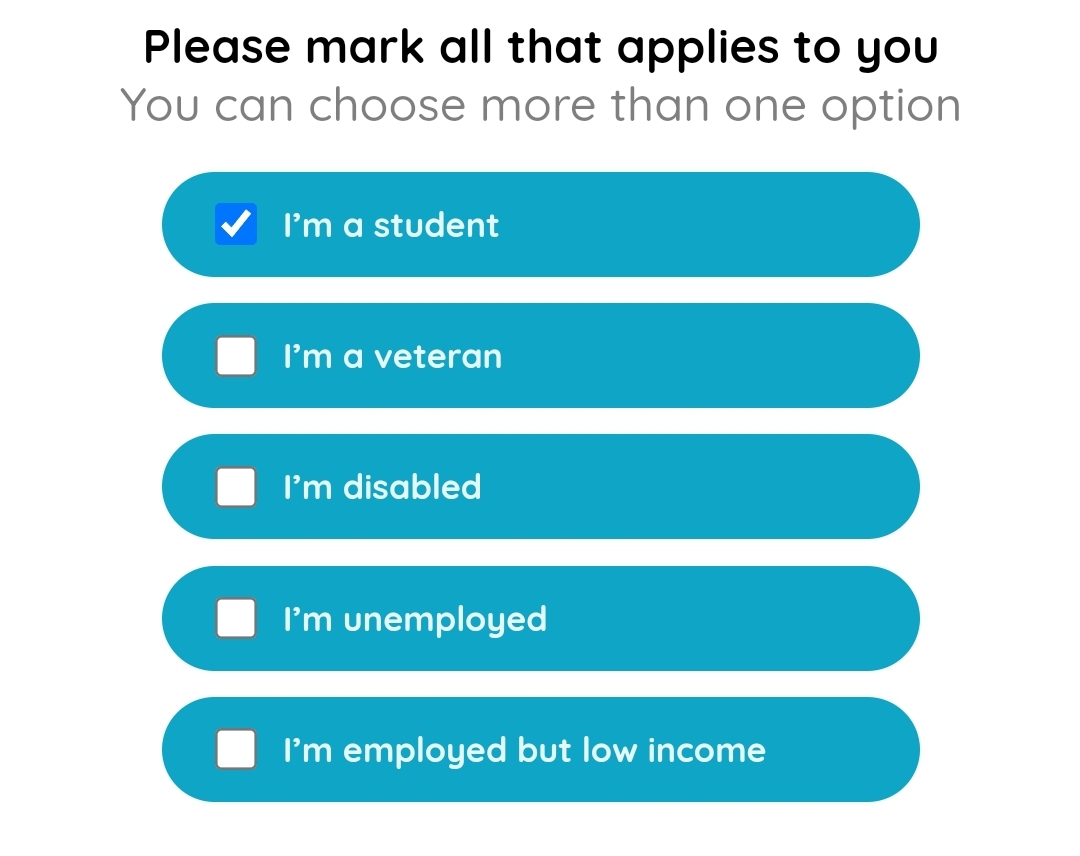 Please mark all that applies to you
You can choose more than one option
I’m a student
I’m a veteran
I’m disabled
I’m unemployed
I’m employed but low income